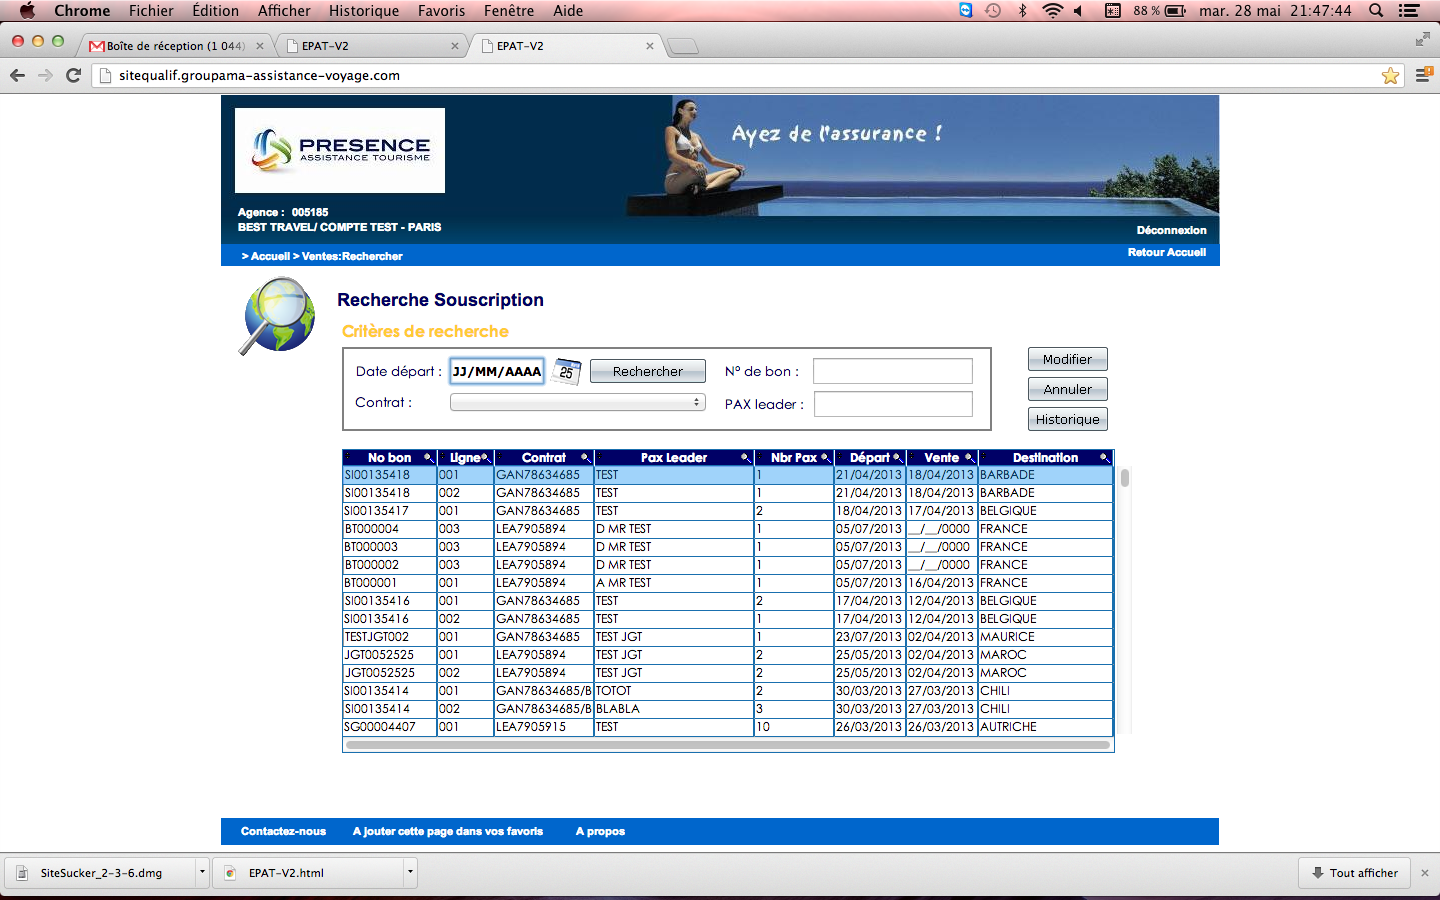 Chrome Fichier Édition Afficher Historique Favoris Fenêtre Aide 88 % mar. 28 mai 21:47:44
Boîte de réception (1 044) EPAT-V2 EPAT-V2
sitequalif.groupama-assistance-voyage.com
PRESENCE
ASSISTANCE TOURISME
Ayez de l'assurance !
Agence : 005185
BEST TRAVEL/ COMPTE TEST - PARIS
Déconnexion
> Accueil > Ventes:Rechercher
Retour Accueil
Recherche Souscription
Critères de recherche
Date départ : JJ/MM/AAAA 25 Rechercher N° de bon :
Contrat : PAX leader :
Modifier
Annuler
Historique
No bon Ligne Contrat Pax Leader Nbr Pax Départ Vente Destination
SI00135418 001 GAN78634685 TEST 1 21/04/2013 18/04/2013 BARBADE
SI00135418 002 GAN78634685 TEST 1 21/04/2013 18/04/2013 BARBADE
SI00135417 001 GAN78634685 TEST 2 18/04/2013 17/04/2013 BELGIQUE
BT000004 003 LEA7905894 D MR TEST 1 05/07/2013 __/__/0000 FRANCE
BT000003 003 LEA7905894 D MR TEST 1 05/07/2013 __/__/0000 FRANCE
BT000002 003 LEA7905894 D MR TEST 1 05/07/2013 __/__/0000 FRANCE
BT000001 001 LEA7905894 A MR TEST 1 05/07/2013 16/04/2013 FRANCE
SI00135416 001 GAN78634685 TEST 2 17/04/2013 12/04/2013 BELGIQUE
SI00135416 002 GAN78634685 TEST 1 17/04/2013 12/04/2013 BELGIQUE
TESTJGT002 001 GAN78634685 TEST JGT 1 23/07/2013 02/04/2013 MAURICE
JGT0052525 001 LEA7905894 TEST JGT 2 25/05/2013 02/04/2013 MAROC
JGT0052525 002 LEA7905894 TEST JGT 2 25/05/2013 02/04/2013 MAROC
SI00135414 001 GAN78634685/B TOTOT 2 30/03/2013 27/03/2013 CHILI
SI00135414 002 GAN78634685/B BLABLA 3 30/03/2013 27/03/2013 CHILI
SG00004407 001 LEA7905915 TEST 10 26/03/2013 26/03/2013 AUTRICHE
Contactez-nous A jouter cette page dans vos favoris A propos
SiteSucker_2-3-6.dmg EPAT-V2.html Tout afficher